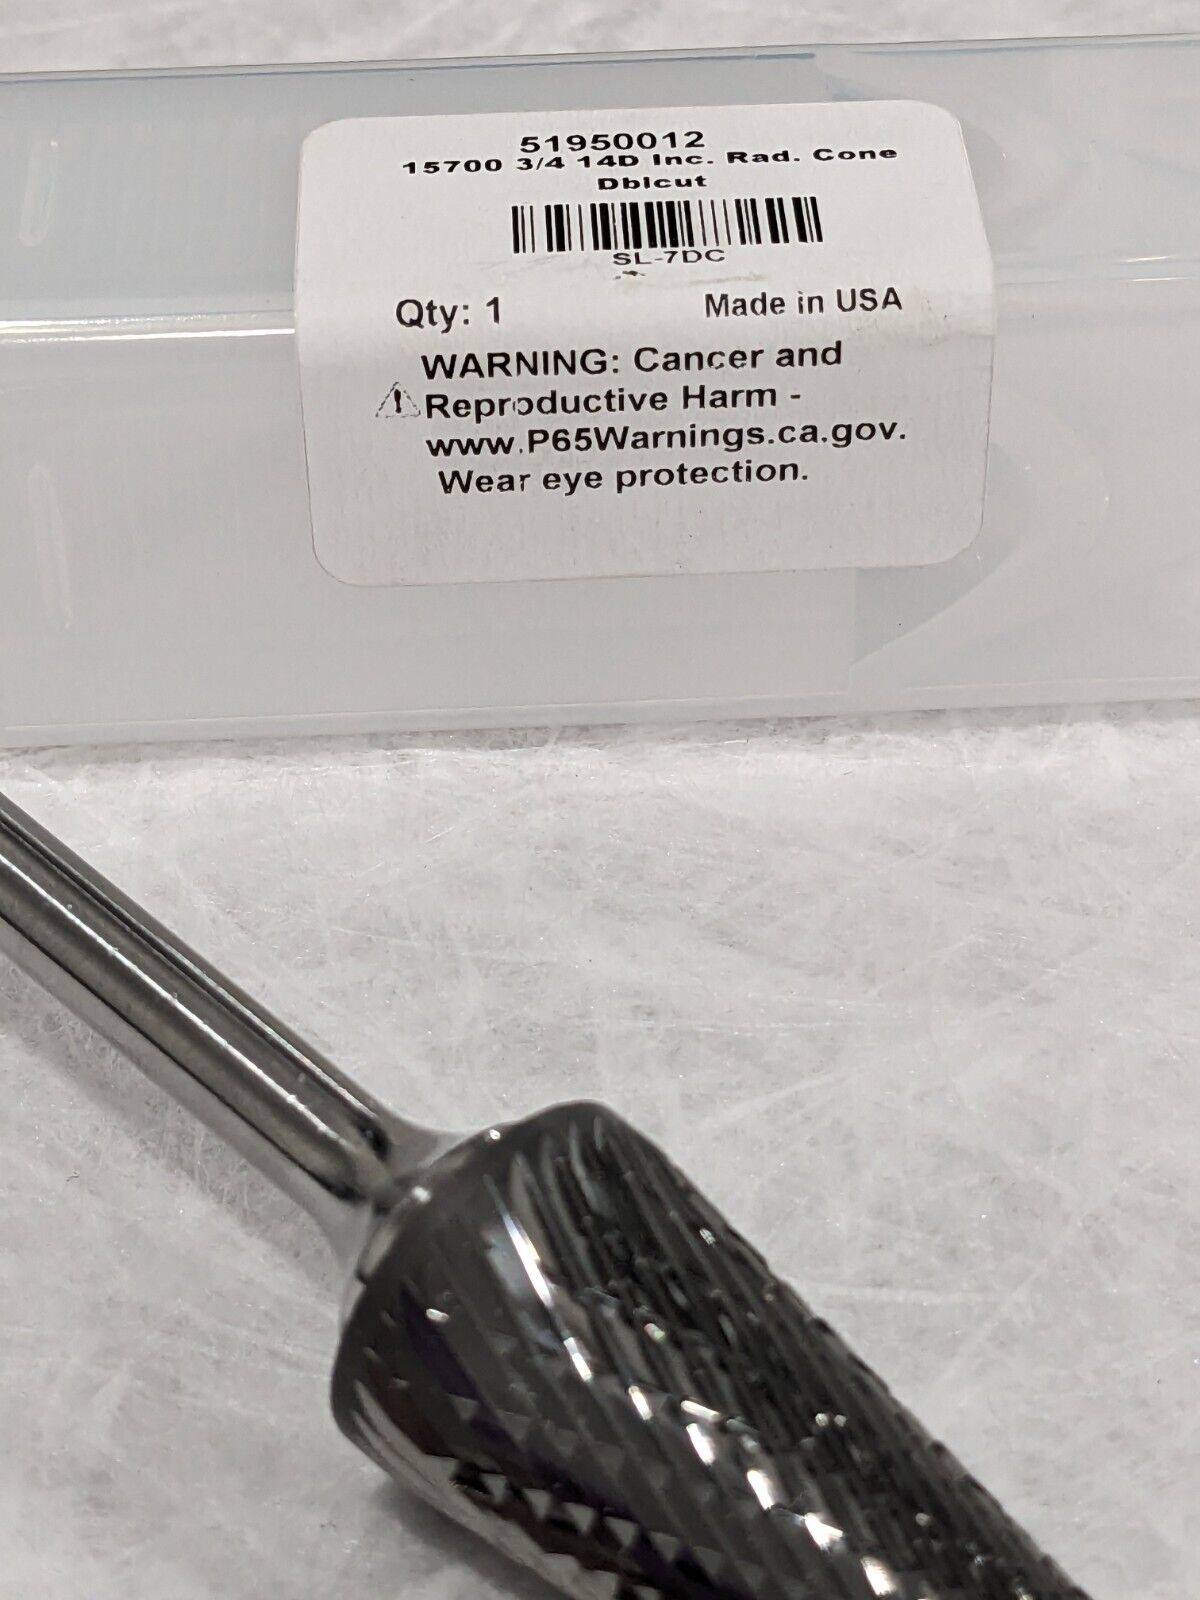 51950012
15700 3/4 14D Inc. Rad. Cone
Dblcut
SL-7DC
Qty: 1 Made in USA
WARNING: Cancer and
Reproductive Harm -
www.P65Warnings.ca.gov.
Wear eye protection.